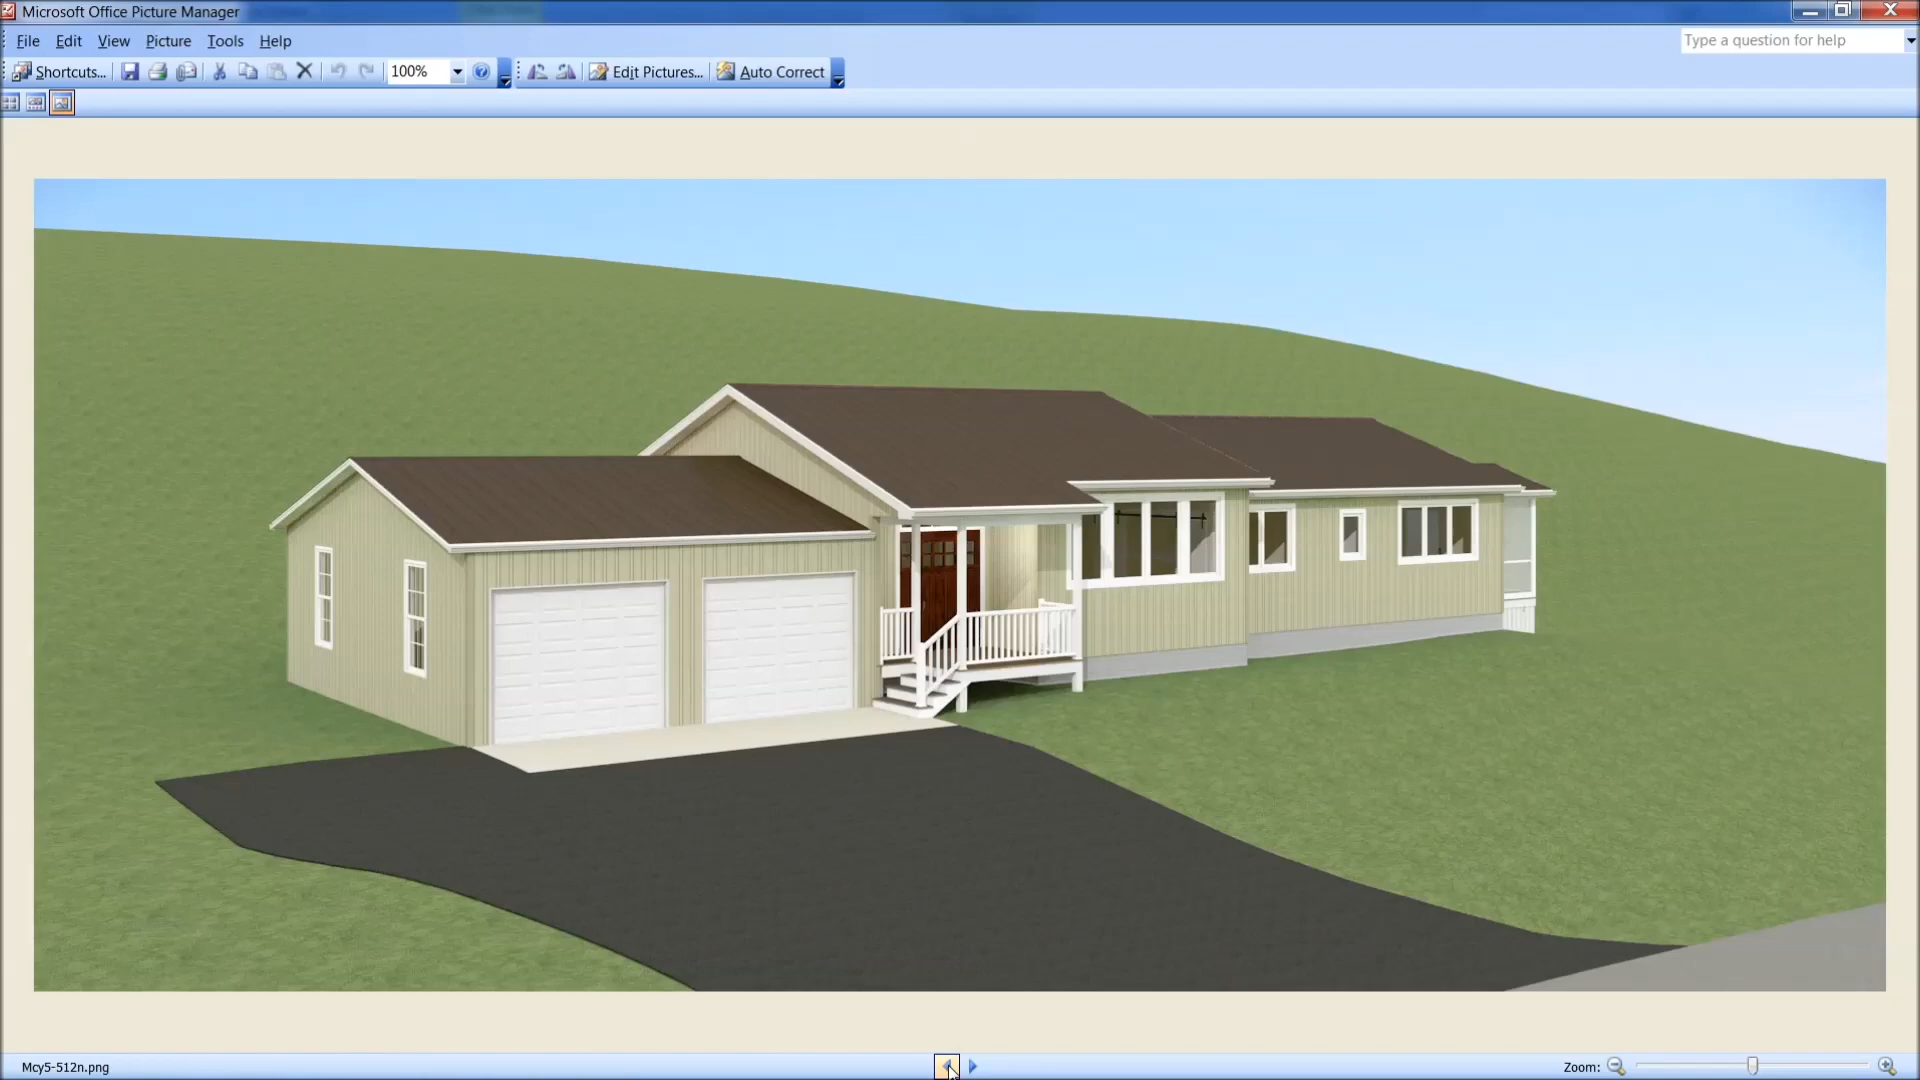 Microsoft Office Picture Manager
File Edit View Picture Tools Help
Type a question for help
Shortcuts... 100% Edit Pictures... Auto Correct
Mcy5-512n.png
Zoom: